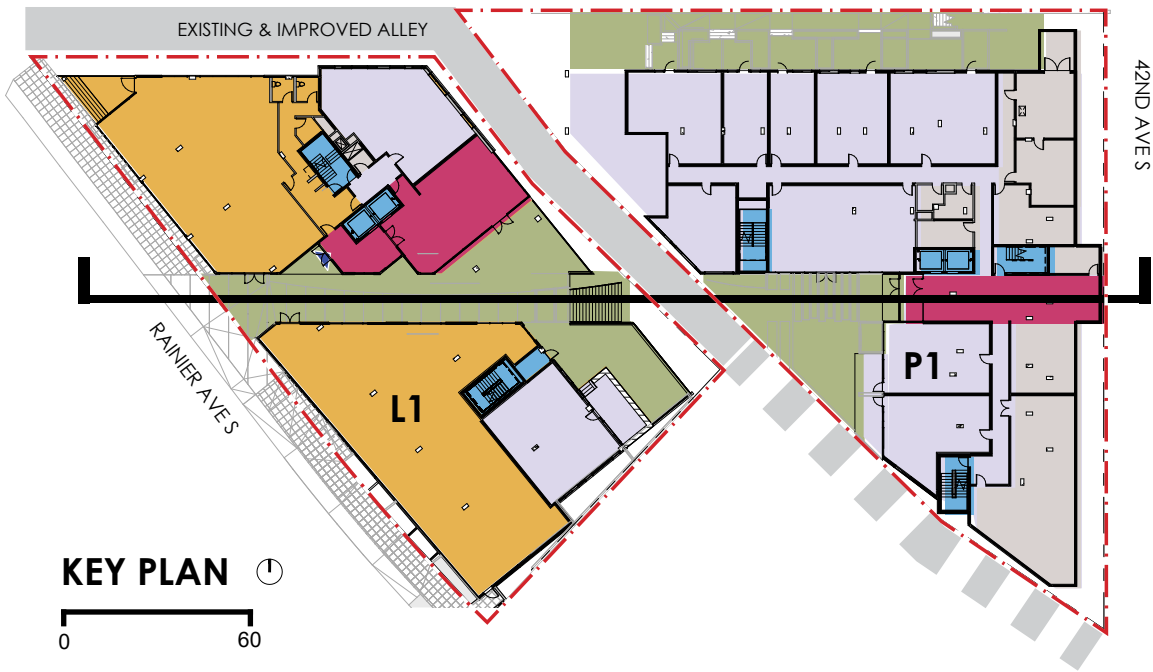 EXISTING & IMPROVED ALLEY
42ND AVE S
RAINIER AVE S
P1
L1
KEY PLAN
0 60